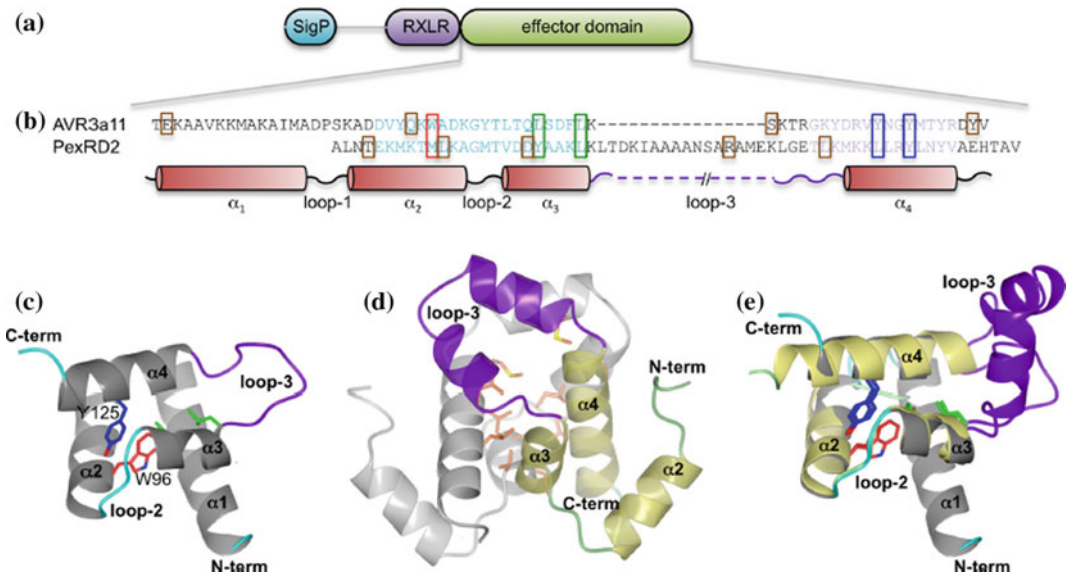 (a)
SigP RXLR effector domain
(b)
AVR3a11 TEKAAVKKMAKAIMADPSKADDVYQKWADKGYTLTQLSDFLK------------------SKTRGKYDRVYNGYMTYRDYV
PexRD2 ALNTEKMKTMLKAGMTVDDYAAKLKLTDKIAAAANSARAMEKLGETLKMKKLLRYLNYVAEHTAV
α1 loop-1 α2 loop-2 α3 loop-3 α4
(c)
C-term
α4
loop-3
Y125
α3
α2
W96
α1
loop-2
N-term
(d)
loop-3
N-term
α4
α3
α2
C-term
(e)
loop-3
C-term
α4
α2
α3
loop-2
α1
N-term